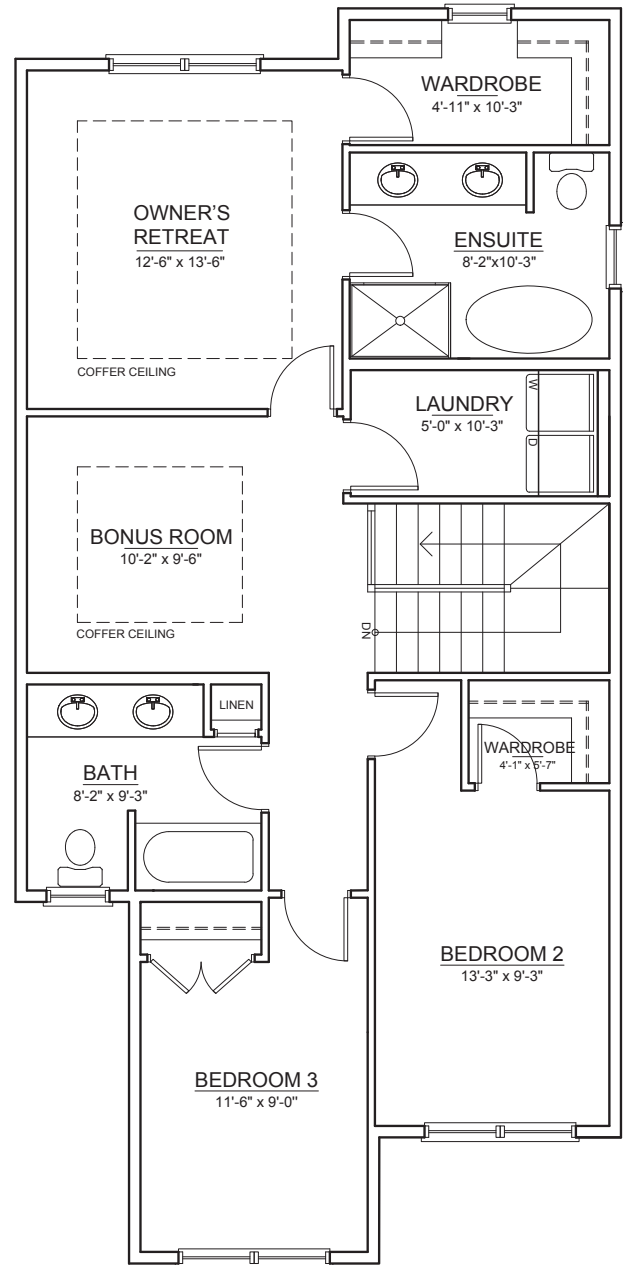 WARDROBE
4'-11" x 10'-3"
OWNER'S
RETREAT
12'-6" x 13'-6"
COFFER CEILING
ENSUITE
8'-2"x10'-3"
LAUNDRY
5'-0" x 10'-3"
W
D
BONUS ROOM
10'-2" x 9'-6"
COFFER CEILING
DN
LINEN
BATH
8'-2" x 9'-3"
WARDROBE
4'-1" x 5'-7"
BEDROOM 2
13'-3" x 9'-3"
BEDROOM 3
11'-6" x 9'-0"